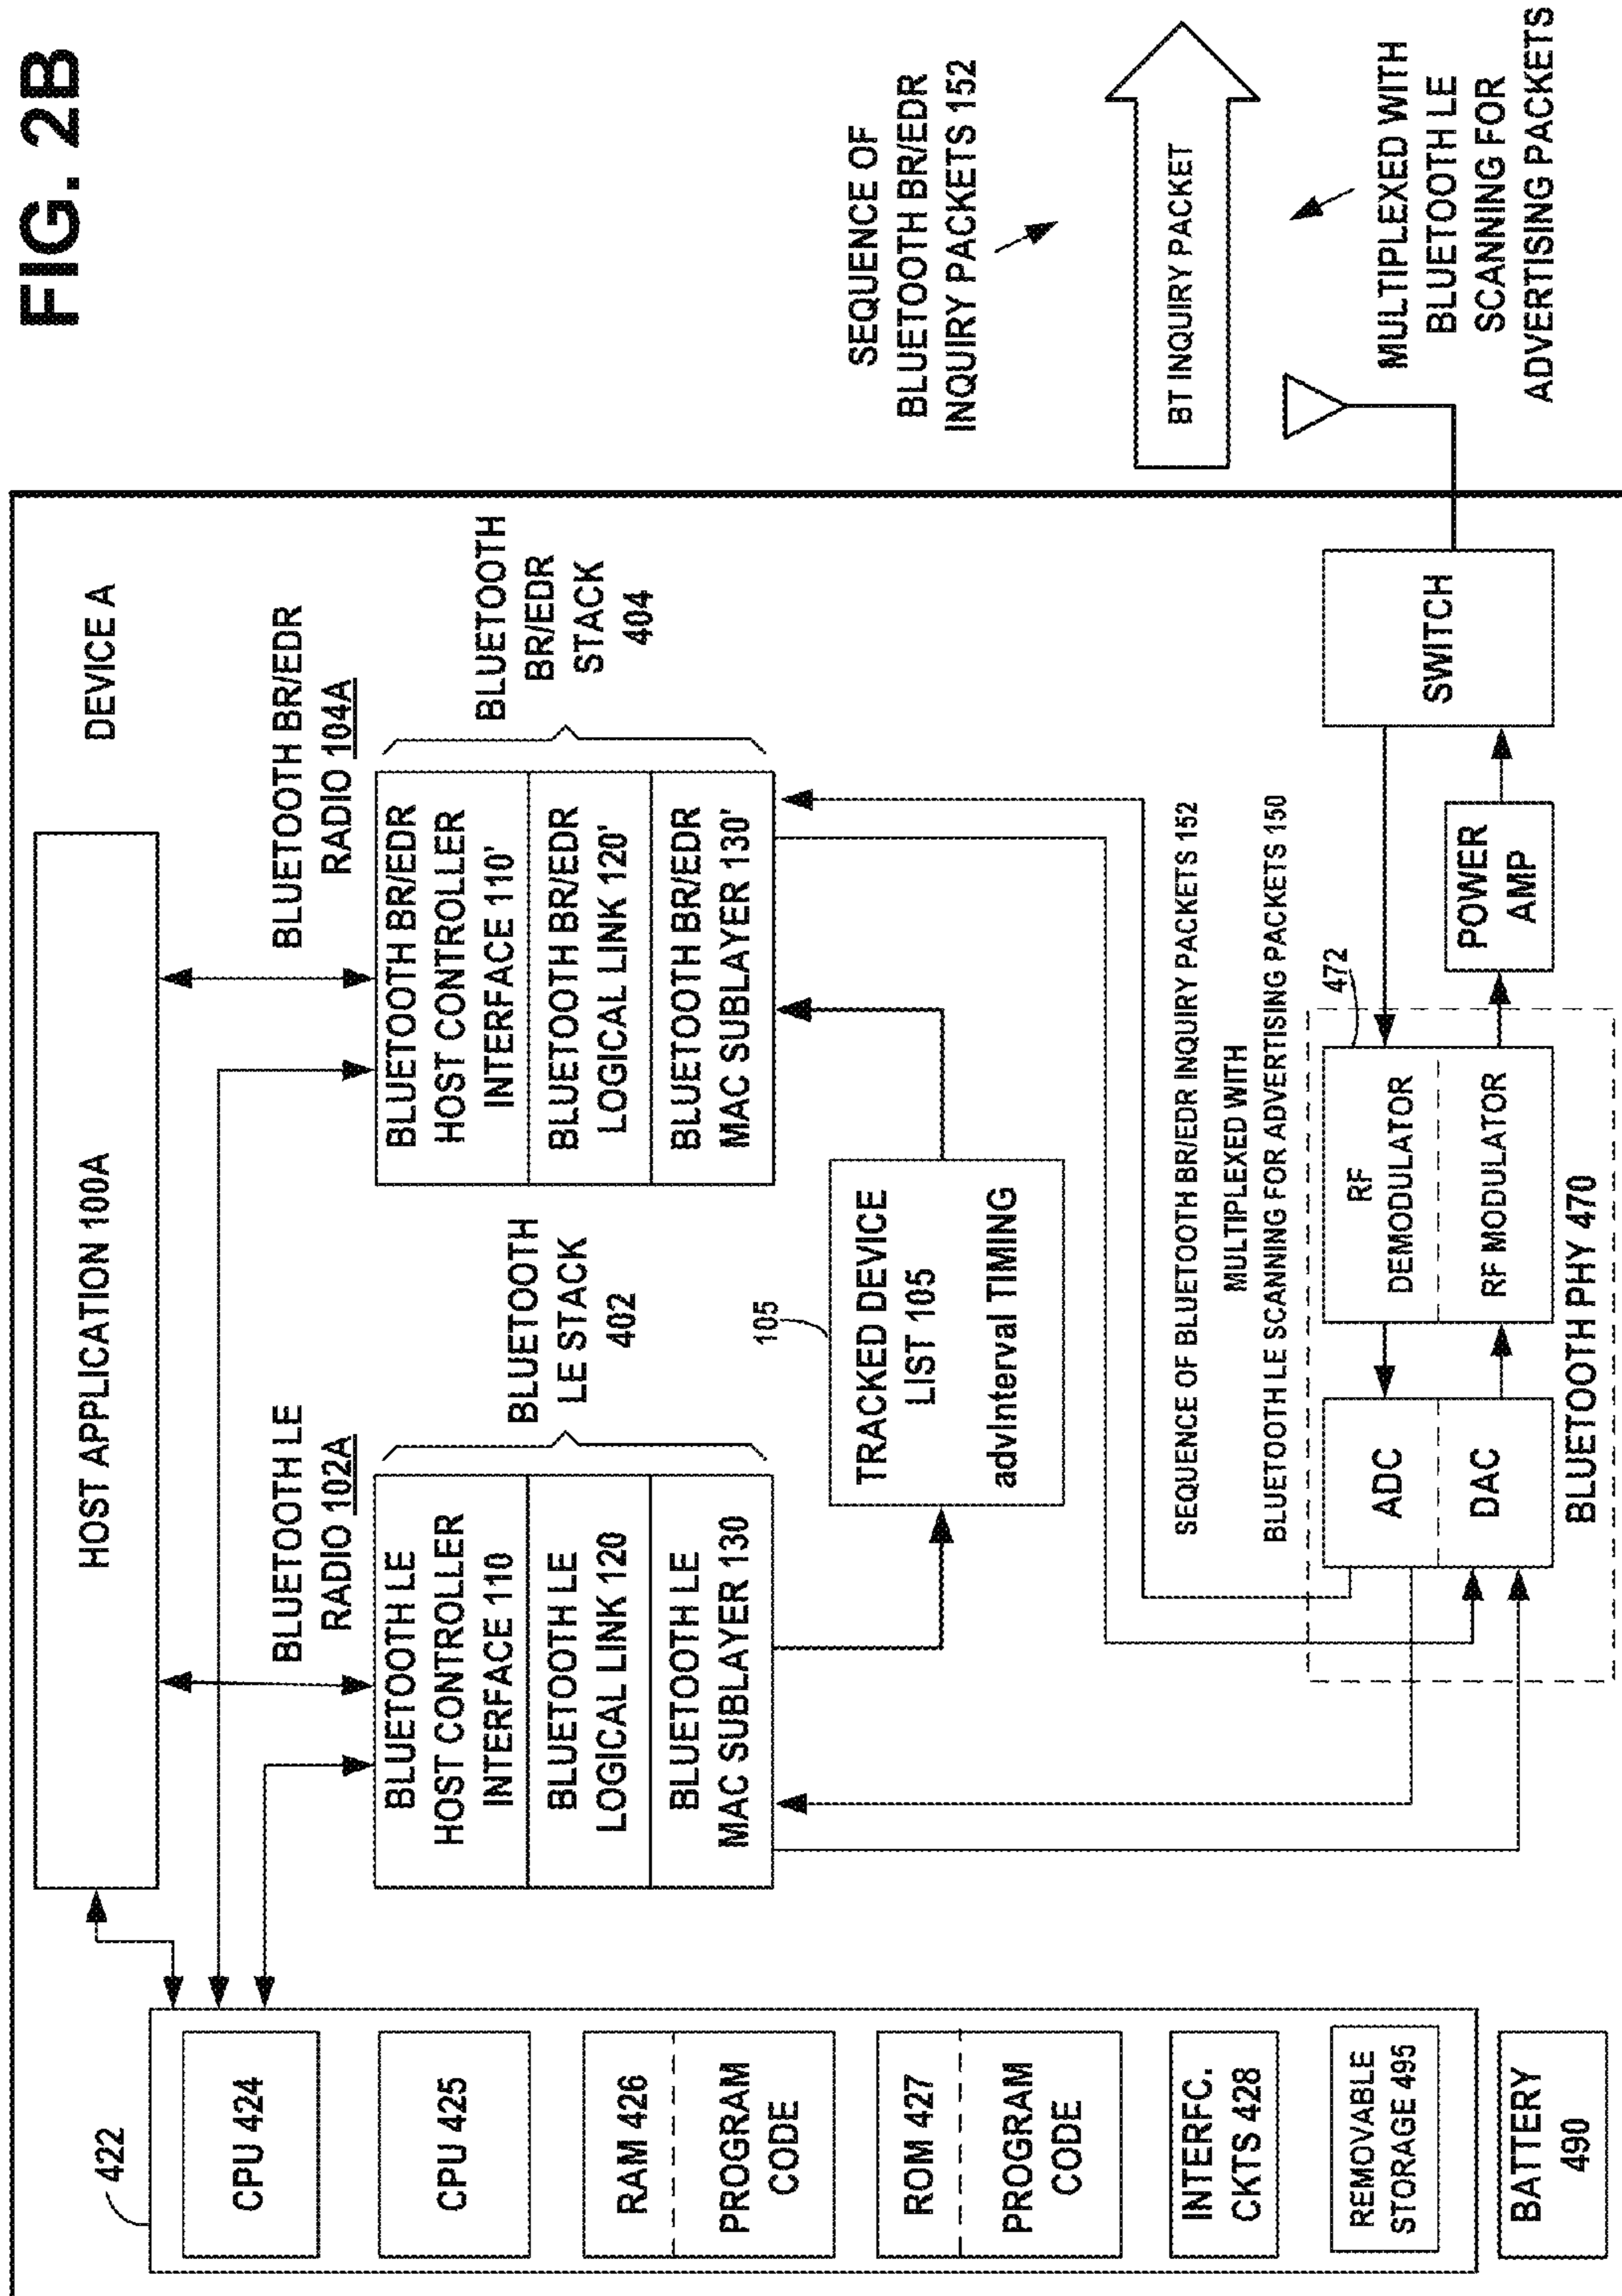 FIG. 2B
DEVICE A
422
CPU 424
CPU 425
RAM 426
PROGRAM
CODE
ROM 427
PROGRAM
CODE
INTERFC.
CKTS 428
REMOVABLE
STORAGE 495
BATTERY
490
HOST APPLICATION 100A
BLUETOOTH LE
RADIO 102A
BLUETOOTH LE
HOST CONTROLLER
INTERFACE 110
BLUETOOTH LE
LOGICAL LINK 120
BLUETOOTH LE
MAC SUBLAYER 130
BLUETOOTH
LE STACK
402
BLUETOOTH BR/EDR
RADIO 104A
BLUETOOTH BR/EDR
HOST CONTROLLER
INTERFACE 110'
BLUETOOTH BR/EDR
LOGICAL LINK 120'
BLUETOOTH BR/EDR
MAC SUBLAYER 130'
BLUETOOTH
BR/EDR
STACK
404
105
TRACKED DEVICE
LIST 105
advInterval TIMING
SEQUENCE OF BLUETOOTH BR/EDR INQUIRY PACKETS 152
MULTIPLEXED WITH
BLUETOOTH LE SCANNING FOR ADVERTISING PACKETS 150
472
ADC
DAC
RF
DEMODULATOR
RF MODULATOR
BLUETOOTH PHY 470
POWER
AMP
SWITCH
SEQUENCE OF
BLUETOOTH BR/EDR
INQUIRY PACKETS 152
BT INQUIRY PACKET
MULTIPLEXED WITH
BLUETOOTH LE
SCANNING FOR
ADVERTISING PACKETS